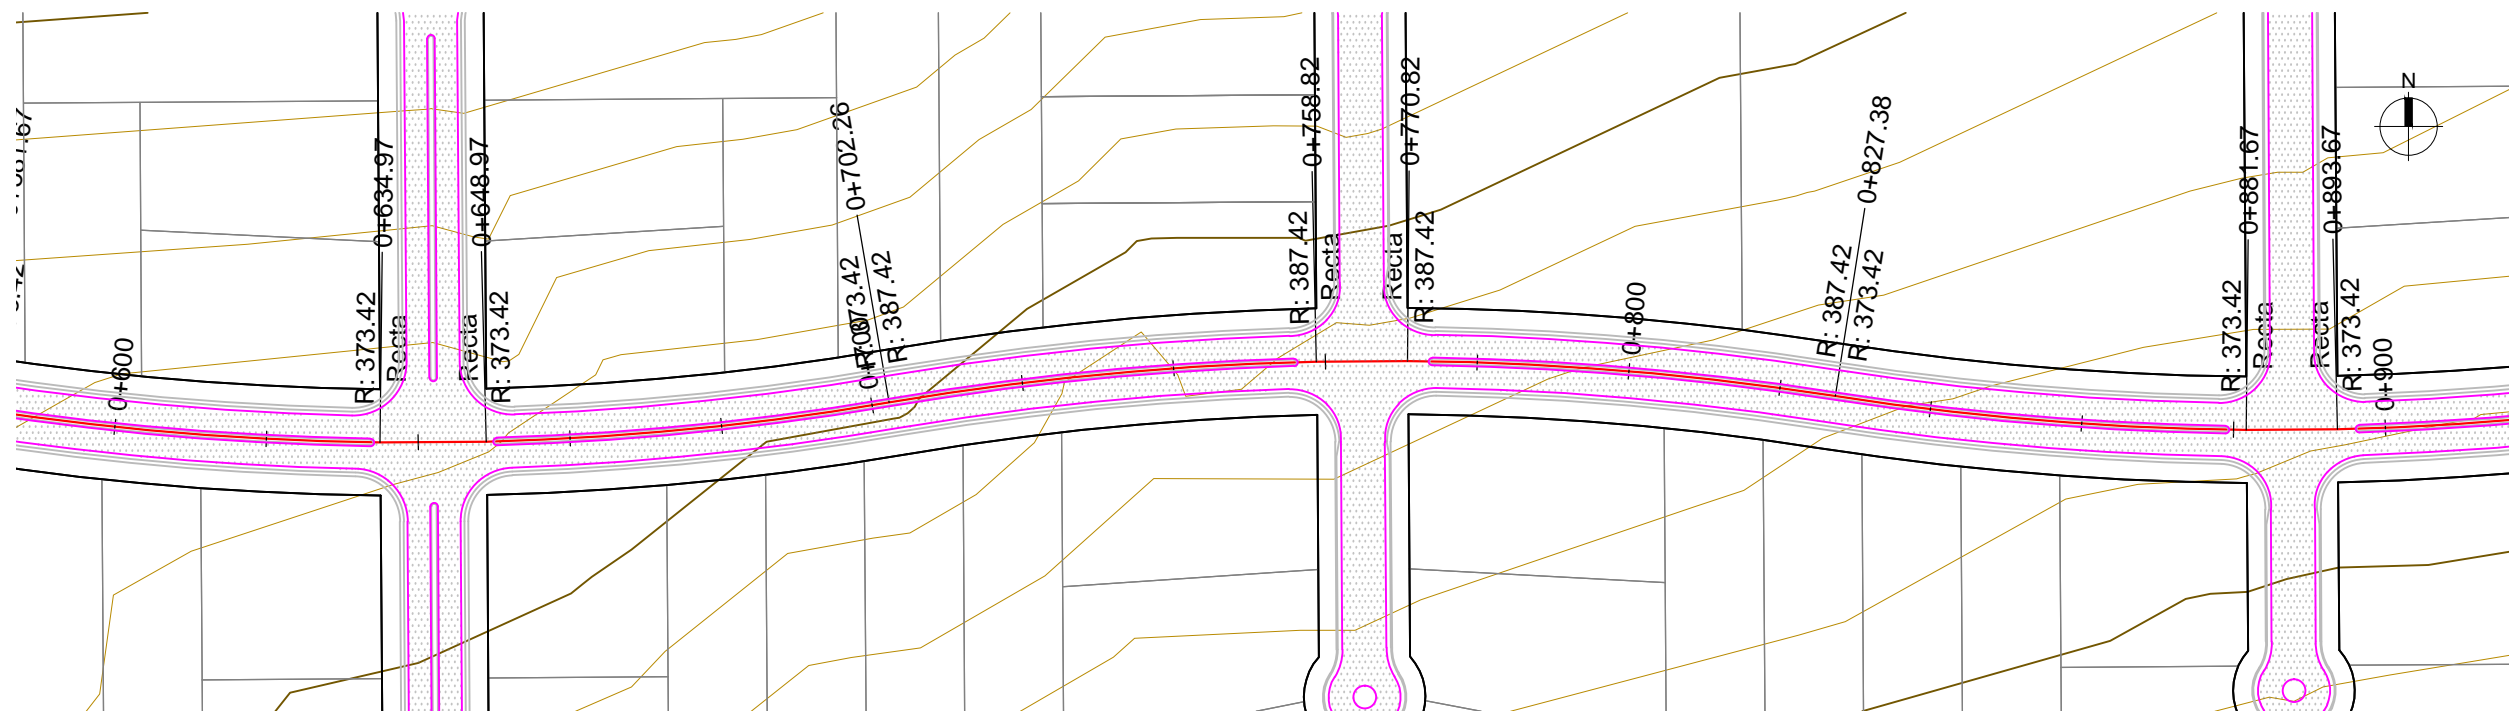 0+600
R: 373.42
0+634.97
Recta
Recta
0+648.97
R: 373.42
0+702.26
R: 387.42
R: 387.42
0+758.82
Recta
Recta
0+770.82
R: 387.42
0+800
R: 387.42
0+827.38
R: 373.42
R: 373.42
0+881.67
Recta
Recta
0+893.67
R: 373.42
0+900
N